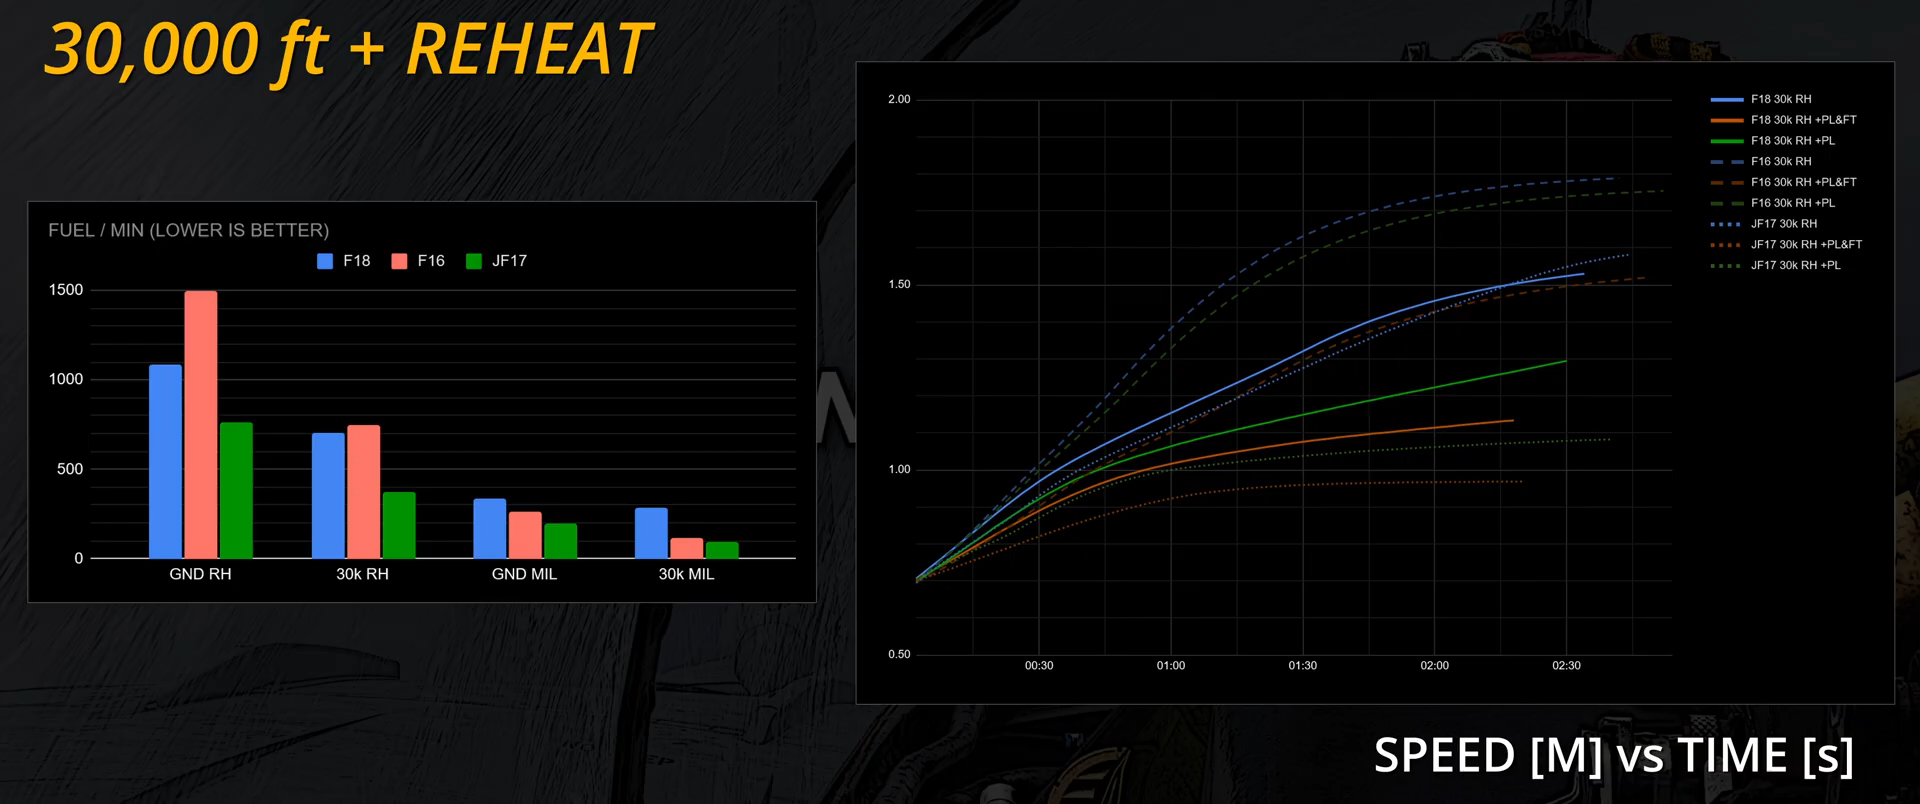 30,000 ft + REHEAT
FUEL / MIN (LOWER IS BETTER)
F18 F16 JF17
1500
1000
500
0
GND RH 30k RH GND MIL 30k MIL
2.00
1.50
1.00
0.50
00:30 01:00 01:30 02:00 02:30
F18 30k RH
F18 30k RH +PL&FT
F18 30k RH +PL
F16 30k RH
F16 30k RH +PL&FT
F16 30k RH +PL
JF17 30k RH
JF17 30k RH +PL&FT
JF17 30k RH +PL
SPEED [M] vs TIME [s]